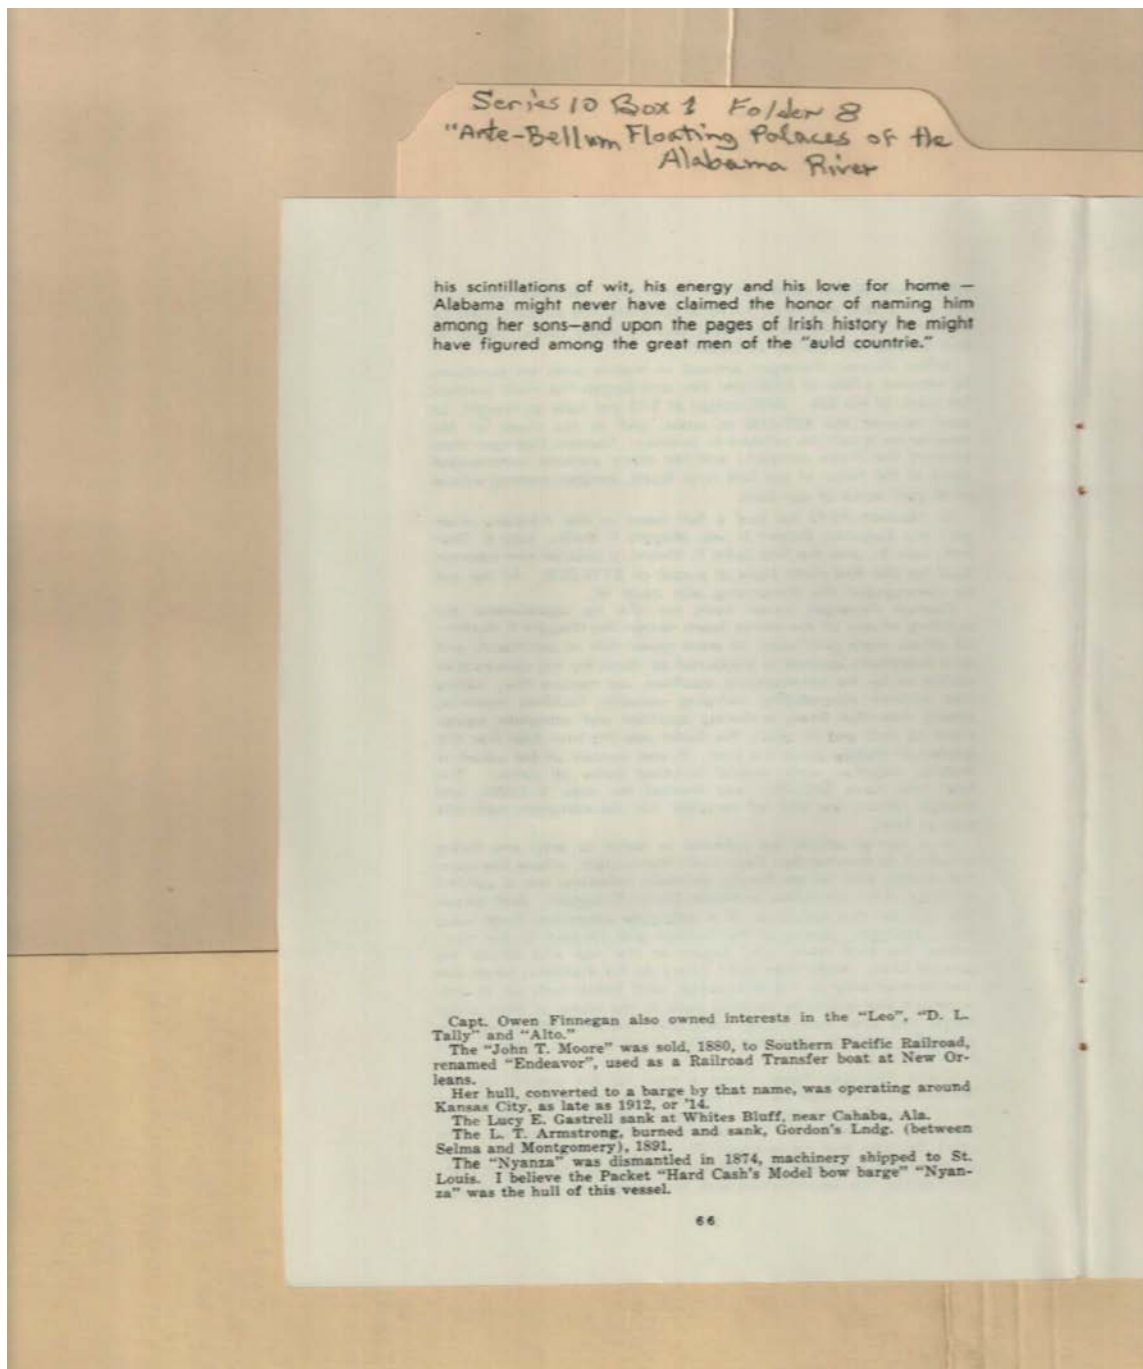 Series 10 Box 1 Folder 8
"Ante-Bellum Floating Palaces of the
Alabama River
his scintillations of wit, his energy and his love for home —
Alabama might never have claimed the honor of naming him
among her sons—and upon the pages of Irish history he might
have figured among the great men of the "auld countrie."
Capt. Owen Finnegan also owned interests in the "Leo", "D. L.
Tally" and "Alto."
The "John T. Moore" was sold, 1880, to Southern Pacific Railroad,
renamed "Endeavor", used as a Railroad Transfer boat at New Or-
leans.
Her hull, converted to a barge by that name, was operating around
Kansas City, as late as 1912, or '14.
The Lucy E. Gastrell sank at Whites Bluff, near Cahaba, Ala.
The L. T. Armstrong, burned and sank, Gordon's Lndg. (between
Selma and Montgomery), 1891.
The "Nyanza" was dismantled in 1874, machinery shipped to St.
Louis. I believe the Packet "Hard Cash's Model bow barge" "Nyan-
za" was the hull of this vessel.
66